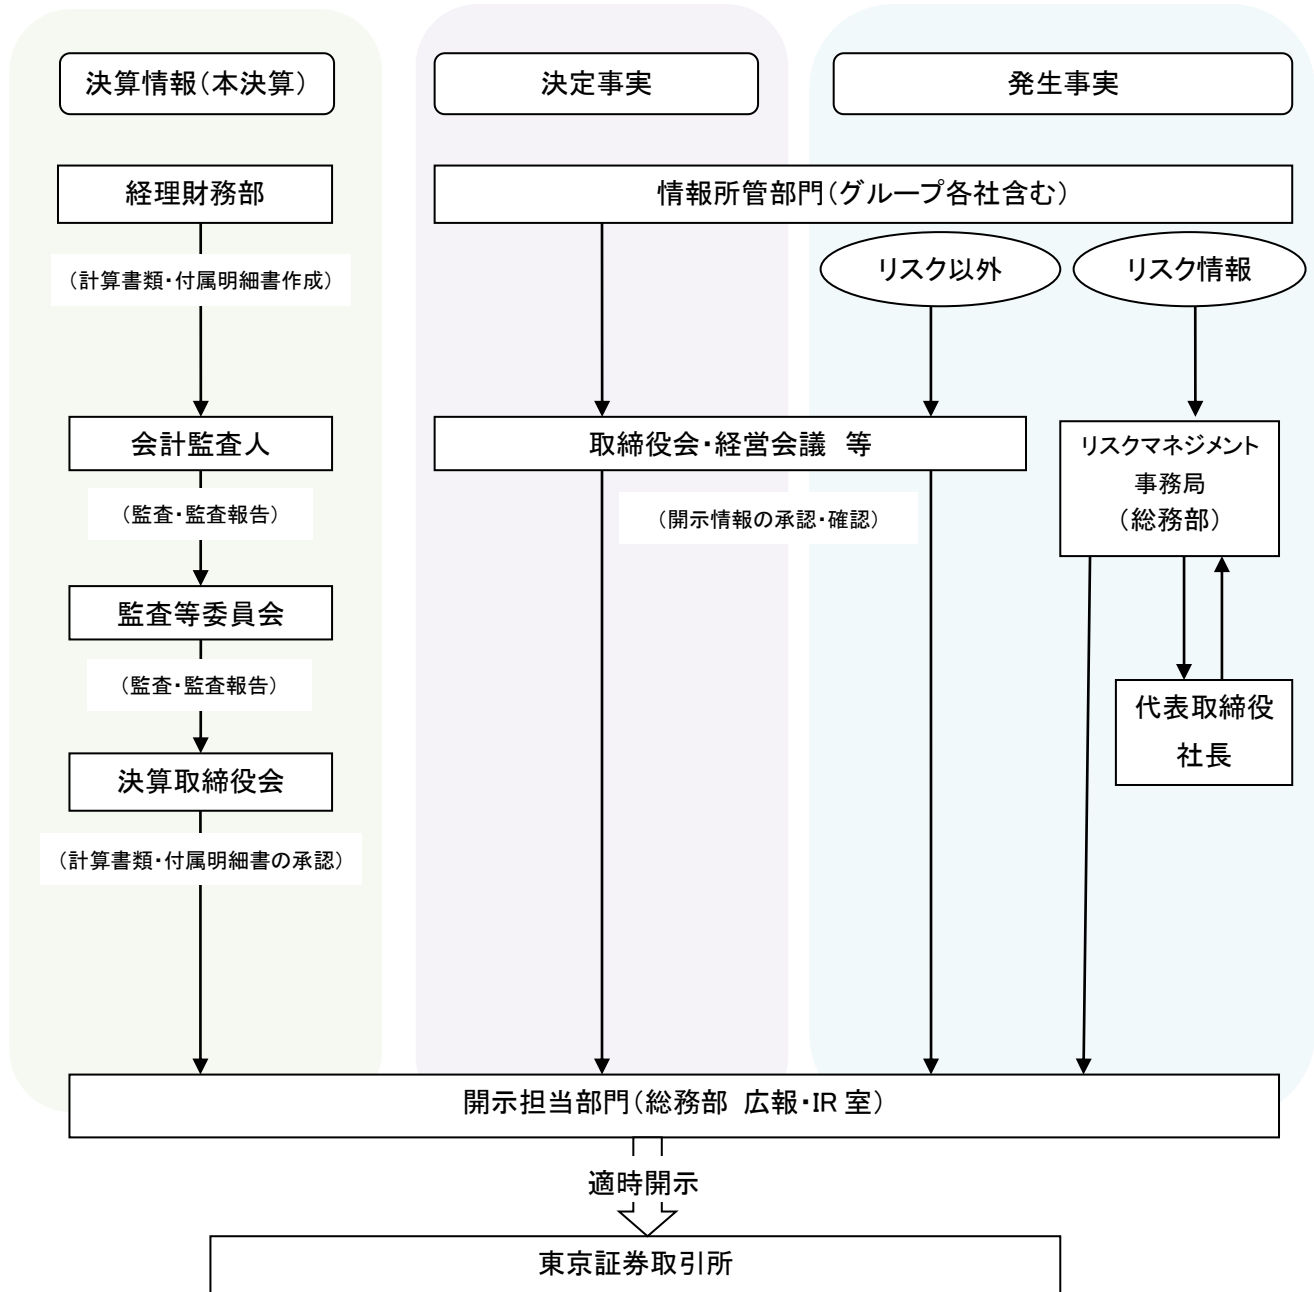 決算情報(本決算)
決定事実
発生事実
経理財務部
情報所管部門(グループ各社含む)
(計算書類・付属明細書作成)
リスク以外
リスク情報
会計監査人
取締役会・経営会議 等
リスクマネジメント
事務局
(総務部)
(監査・監査報告)
(開示情報の承認・確認)
監査等委員会
(監査・監査報告)
代表取締役
社長
決算取締役会
(計算書類・付属明細書の承認)
開示担当部門(総務部 広報・IR 室)
適時開示
東京証券取引所